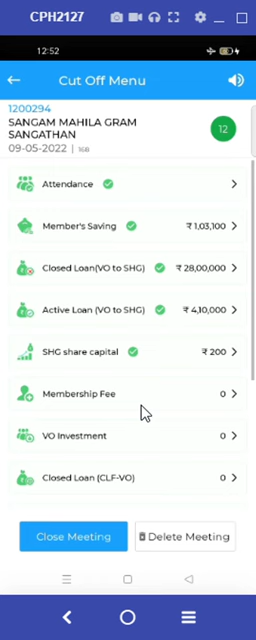 CPH2127
12:52
Cut Off Menu
1200294
SANGAM MAHILA GRAM
SANGATHAN
12
09-05-2022 | 168
Attendance
Member's Saving ₹ 1,03,100
Closed Loan(VO to SHG) ₹ 28,00,000
Active Loan (VO to SHG) ₹ 4,10,000
SHG share capital ₹ 200
Membership Fee 0
VO Investment 0
Closed Loan (CLF-VO) 0
Close Meeting Delete Meeting